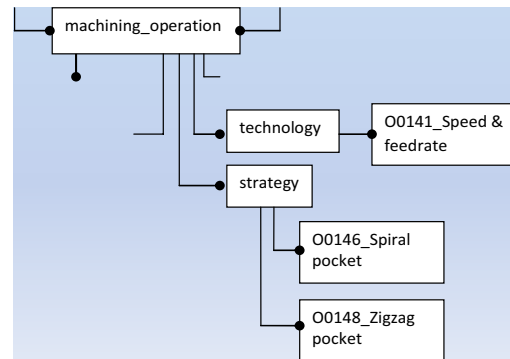 machining_operation
technology
O0141_Speed &
feedrate
strategy
O0146_Spiral
pocket
O0148_Zigzag
pocket